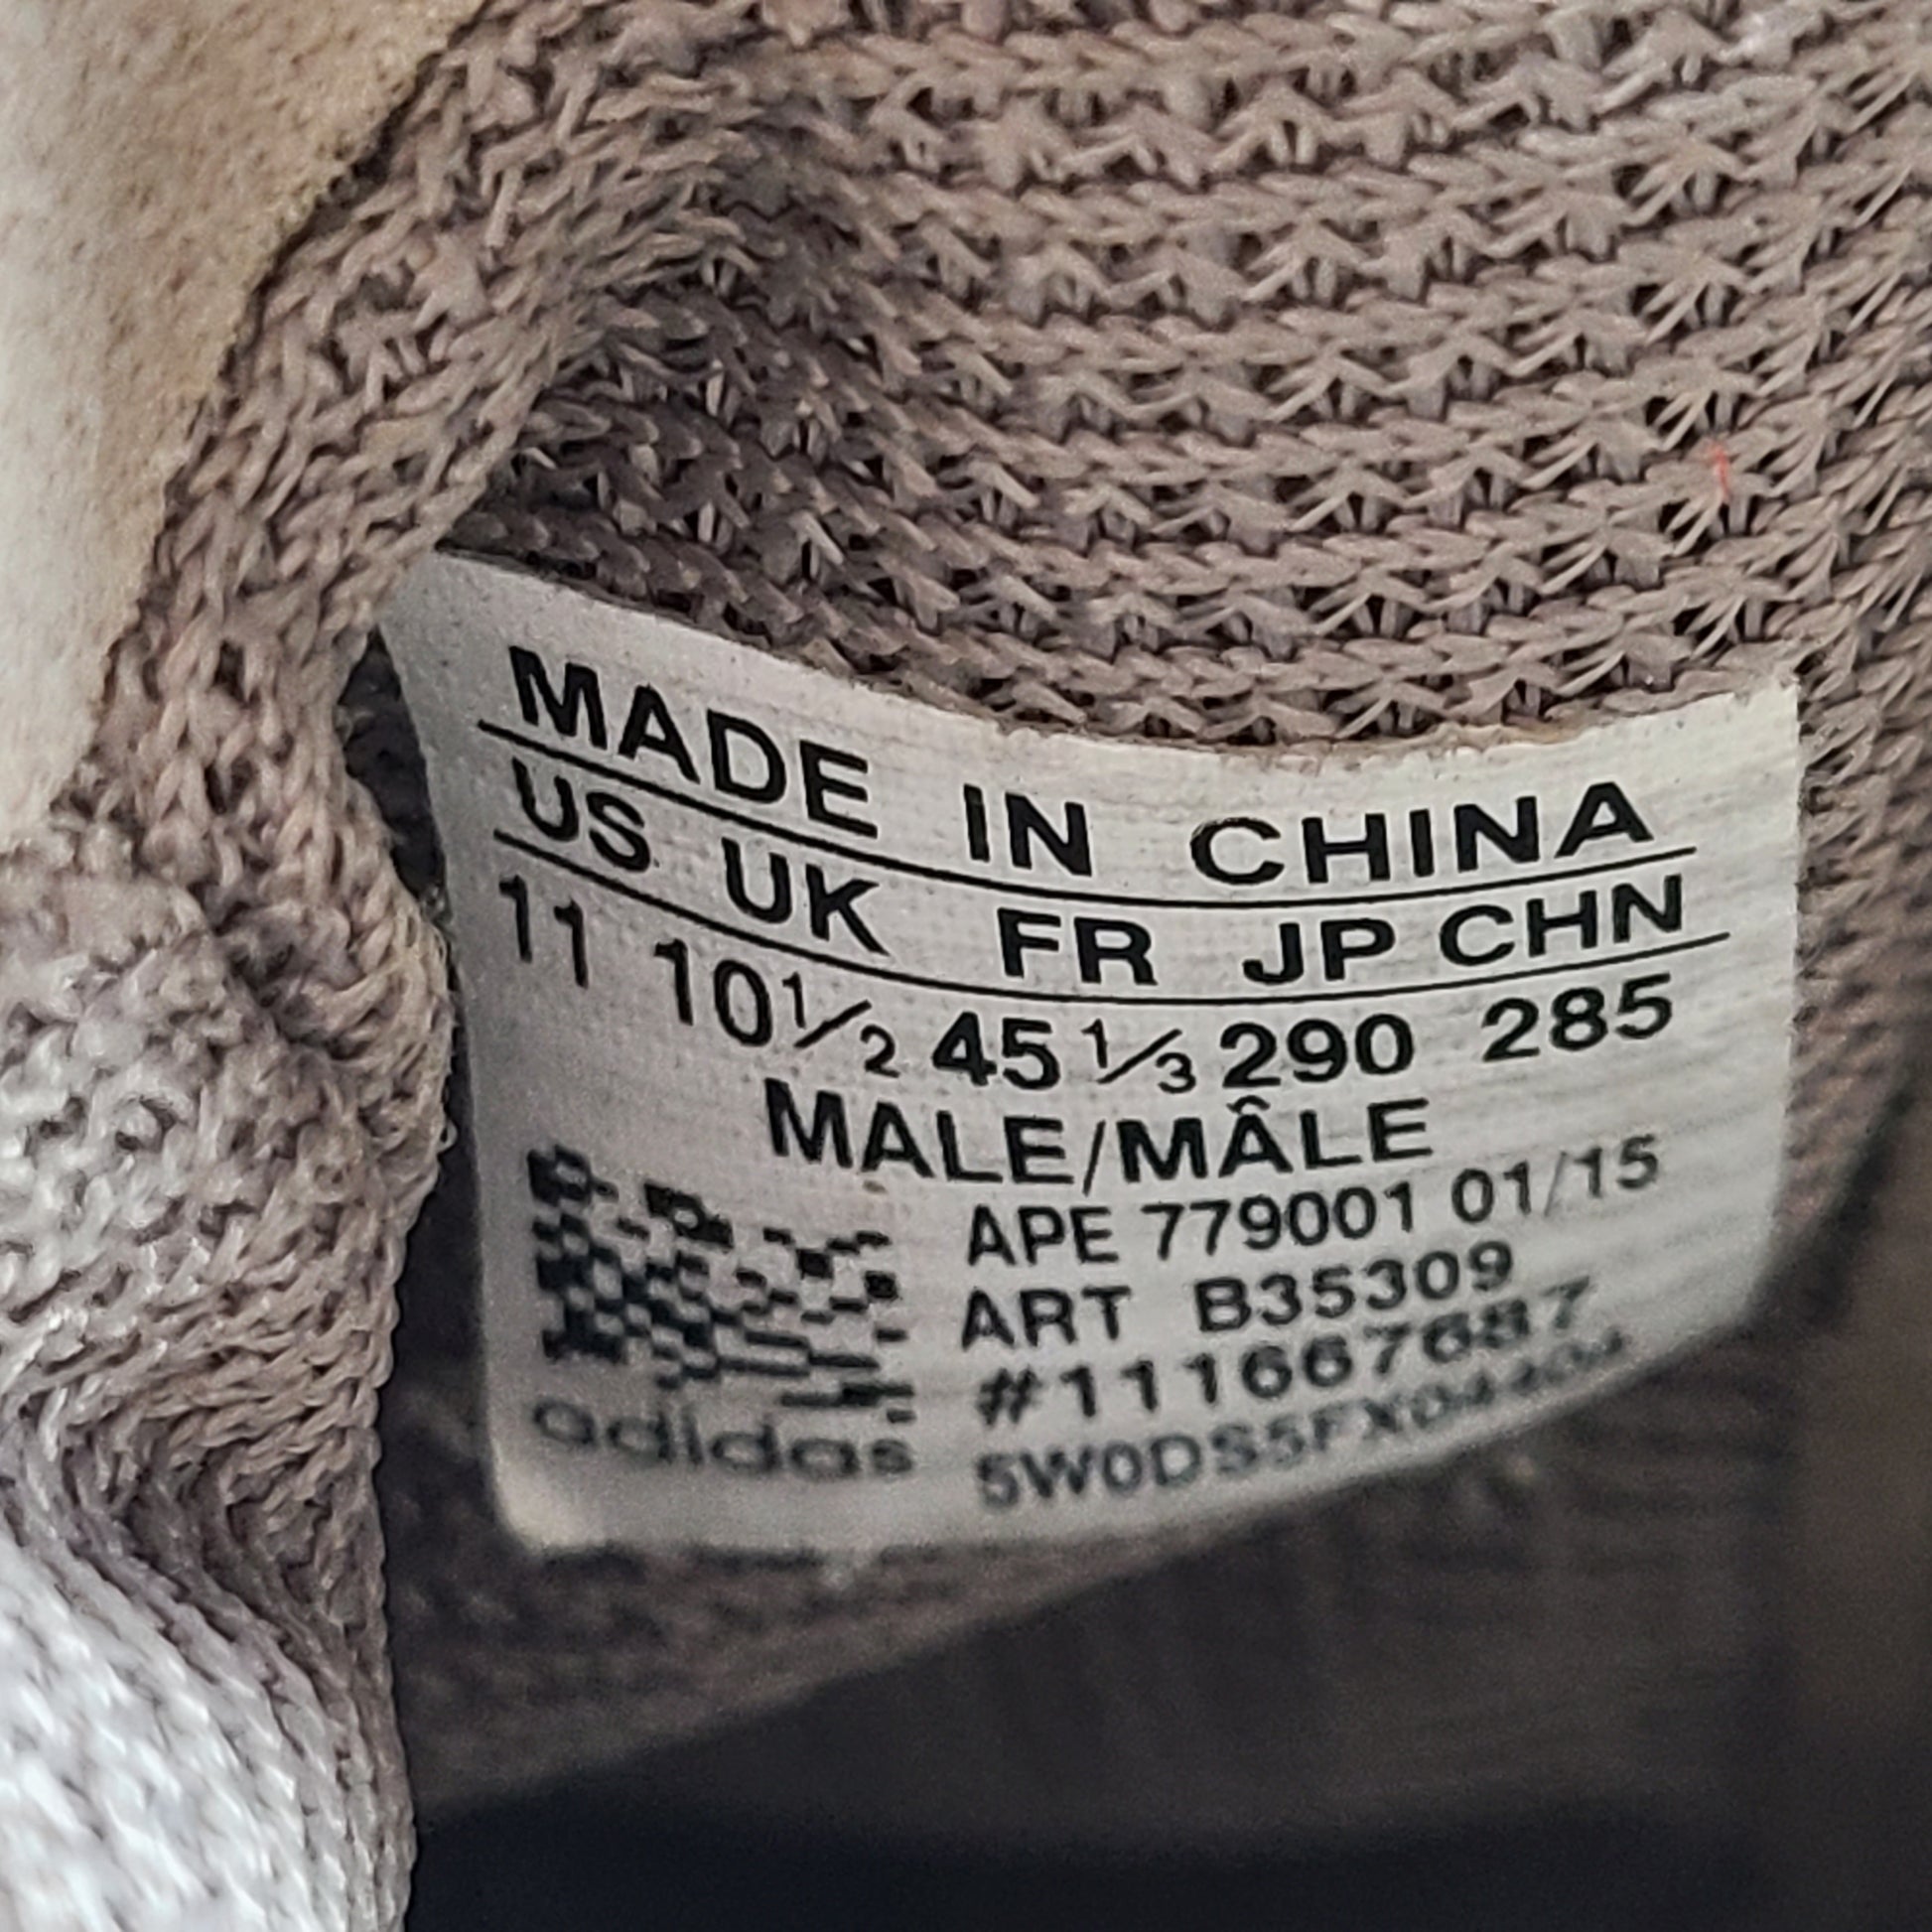 MADE IN CHINA
US UK FR JP CHN
11 10½ 45⅓ 290 285
MALE/MÂLE
APE 779001 01/15
ART B35309
#111667687
adidas